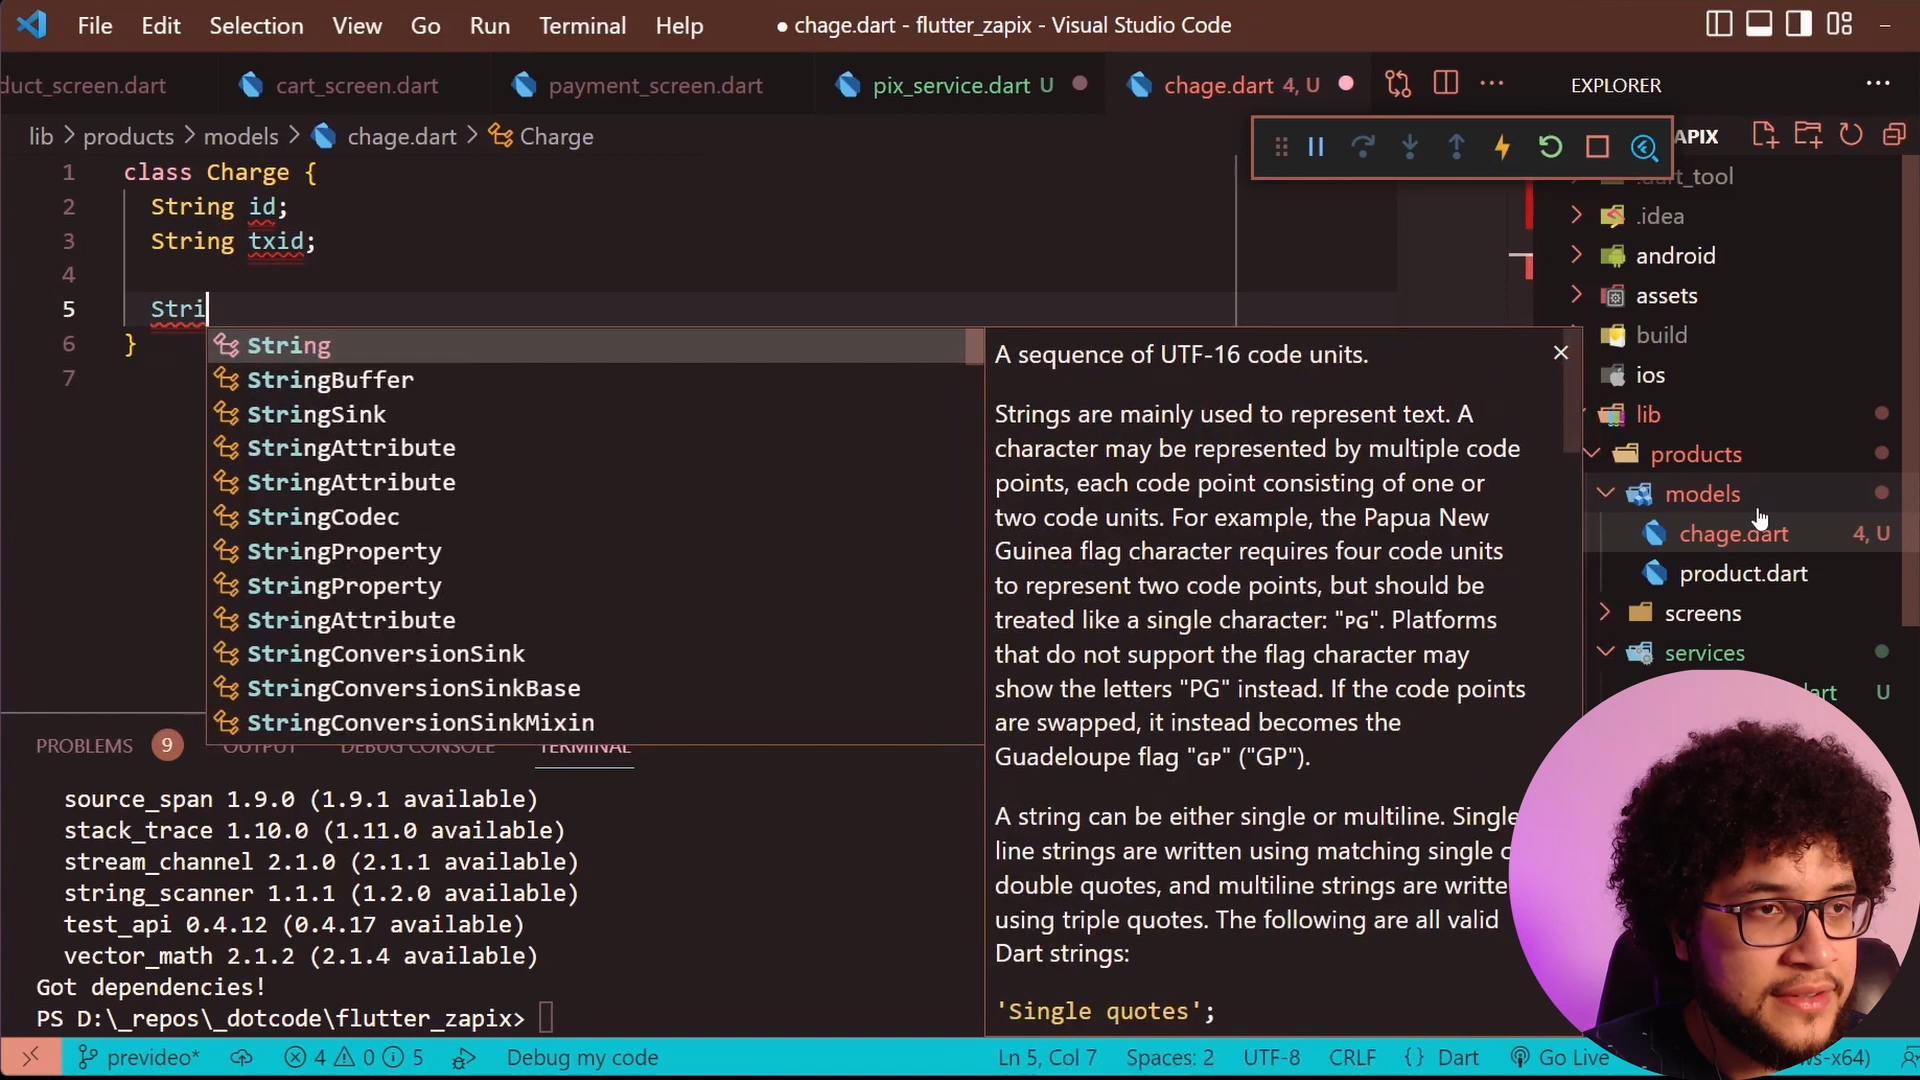 File Edit Selection View Go Run Terminal Help
● chage.dart - flutter_zapix - Visual Studio Code
duct_screen.dart cart_screen.dart payment_screen.dart pix_service.dart U chage.dart 4, U
EXPLORER
lib > products > models > chage.dart > Charge
APIX
1 class Charge {
2 String id;
3 String txid;
4
5 Stri
6 }
7
String
StringBuffer
StringSink
StringAttribute
StringAttribute
StringCodec
StringProperty
StringProperty
StringAttribute
StringConversionSink
StringConversionSinkBase
StringConversionSinkMixin
A sequence of UTF-16 code units.
Strings are mainly used to represent text. A
character may be represented by multiple code
points, each code point consisting of one or
two code units. For example, the Papua New
Guinea flag character requires four code units
to represent two code points, but should be
treated like a single character: "🇵🇬". Platforms
that do not support the flag character may
show the letters "PG" instead. If the code points
are swapped, it instead becomes the
Guadeloupe flag "🇬🇵" ("GP").
A string can be either single or multiline. Single
line strings are written using matching single
double quotes, and multiline strings are writte
using triple quotes. The following are all valid
Dart strings:
'Single quotes';
.dart_tool
.idea
android
assets
build
ios
lib
products
models
chage.dart 4, U
product.dart
screens
services
art U
PROBLEMS 9 OUTPUT DEBUG CONSOLE TERMINAL
source_span 1.9.0 (1.9.1 available)
stack_trace 1.10.0 (1.11.0 available)
stream_channel 2.1.0 (2.1.1 available)
string_scanner 1.1.1 (1.2.0 available)
test_api 0.4.12 (0.4.17 available)
vector_math 2.1.2 (2.1.4 available)
Got dependencies!
PS D:\_repos\_dotcode\flutter_zapix>
prevideo* 4 0 5 Debug my code Ln 5, Col 7 Spaces: 2 UTF-8 CRLF {} Dart Go Live ws-x64)